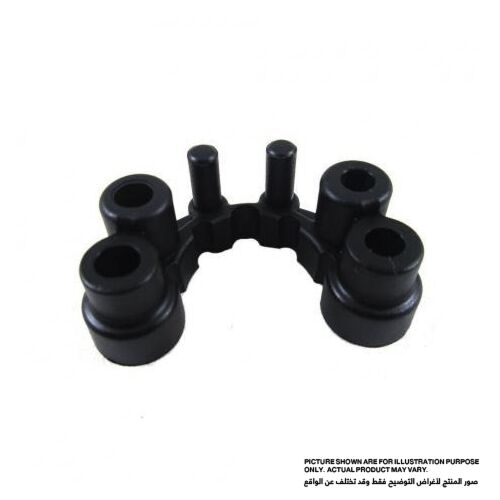 PICTURE SHOWN ARE FOR ILLUSTRATION PURPOSE
ONLY. ACTUAL PRODUCT MAY VARY.
صور المنتج لأغراض التوضيح فقط وقد تختلف عن الواقع